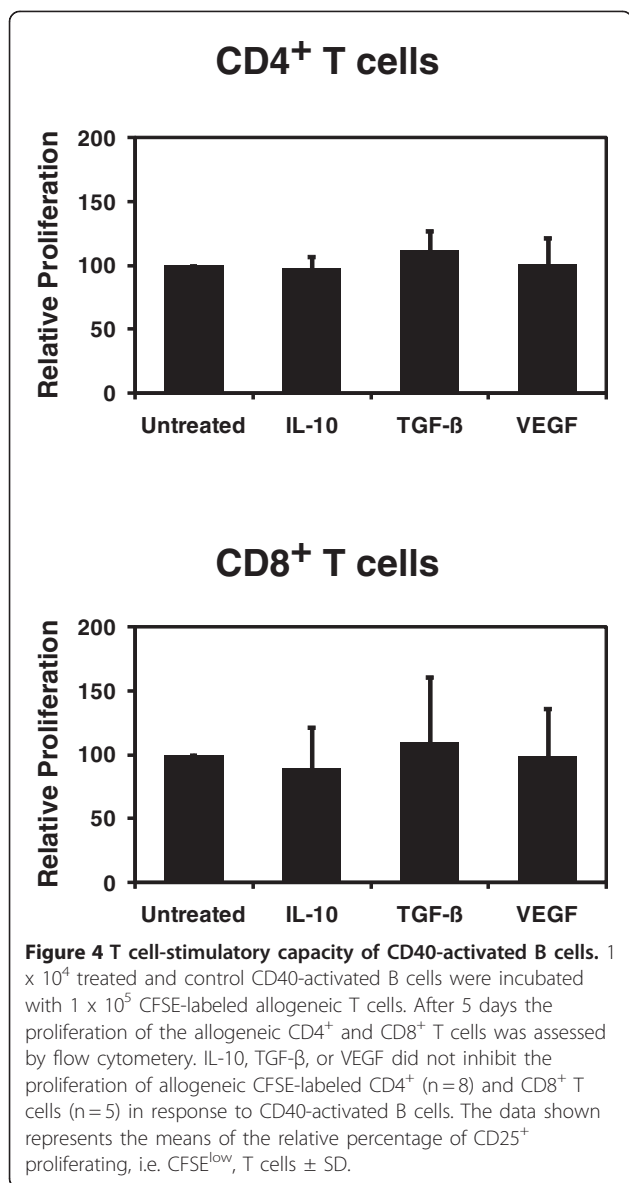 CD4⁺ T cells
200
150
100
50
0
Relative Proliferation
Untreated IL-10 TGF-ß VEGF
CD8⁺ T cells
200
150
100
50
0
Relative Proliferation
Untreated IL-10 TGF-ß VEGF
Figure 4 T cell-stimulatory capacity of CD40-activated B cells. 1
x 10⁴ treated and control CD40-activated B cells were incubated
with 1 x 10⁵ CFSE-labeled allogeneic T cells. After 5 days the
proliferation of the allogeneic CD4⁺ and CD8⁺ T cells was assessed
by flow cytometery. IL-10, TGF-β, or VEGF did not inhibit the
proliferation of allogeneic CFSE-labeled CD4⁺ (n = 8) and CD8⁺ T
cells (n = 5) in response to CD40-activated B cells. The data shown
represents the means of the relative percentage of CD25⁺
proliferating, i.e. CFSEˡᵒʷ, T cells ± SD.